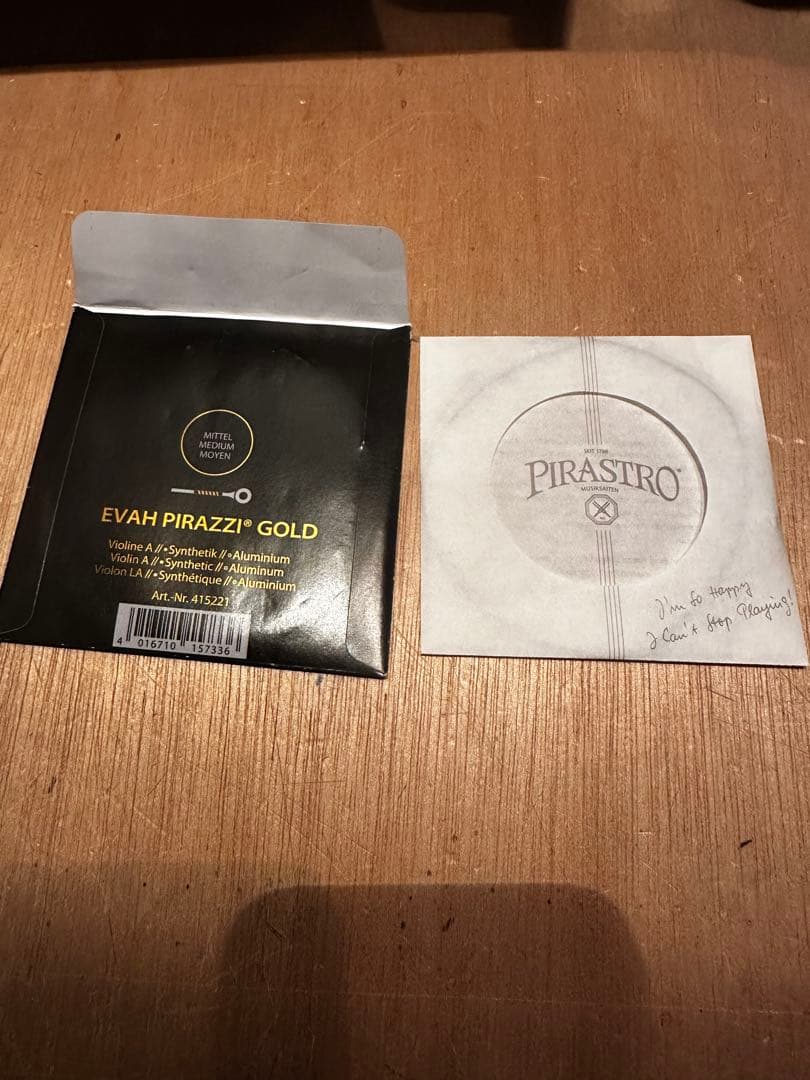 MITTEL
MEDIUM
MOYEN
EVAH PIRAZZI® GOLD
Violine A //•Synthetik //∘Aluminium
Violin A //•Synthetic //∘Aluminum
Violon LA //•Synthétique //∘Aluminium
Art.-Nr. 415221
4 016710 157336
SEIT 1798
PIRASTRO®
MUSIKSAITEN
I'm So Happy
I Can't Stop Playing!